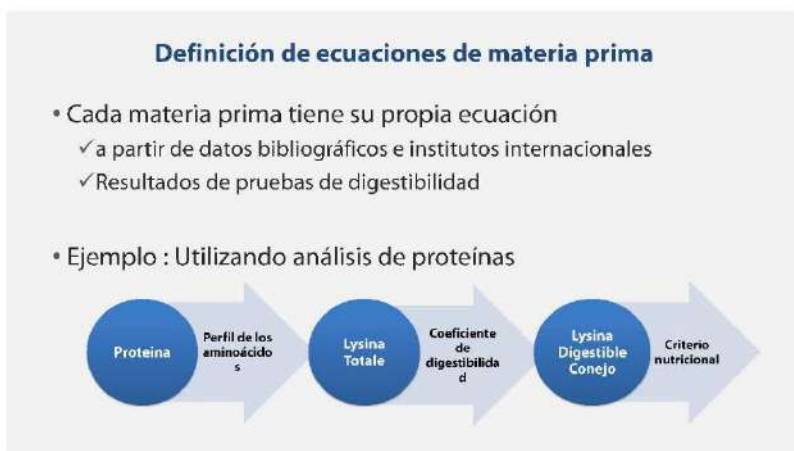 Definición de ecuaciones de materia prima
• Cada materia prima tiene su propia ecuación
✓a partir de datos bibliográficos e institutos internacionales
✓Resultados de pruebas de digestibilidad
• Ejemplo : Utilizando análisis de proteínas
Proteina
Perfil de los
aminoácido
s
Lysina
Totale
Coeficiente
de
digestibilida
d
Lysina
Digestible
Conejo
Criterio
nutricional